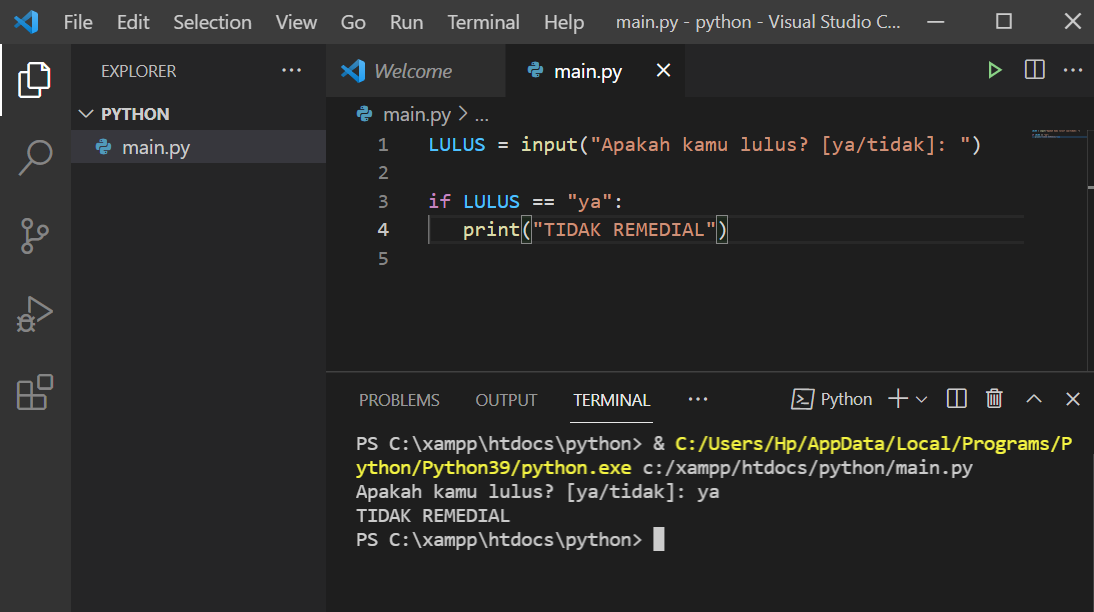 File Edit Selection View Go Run Terminal Help main.py - python - Visual Studio C...
EXPLORER ...
PYTHON
main.py
Welcome main.py
main.py > ...
1 LULUS = input("Apakah kamu lulus? [ya/tidak]: ")
2
3 if LULUS == "ya":
4 print("TIDAK REMEDIAL")
5
PROBLEMS OUTPUT TERMINAL ... Python
PS C:\xampp\htdocs\python> & C:/Users/Hp/AppData/Local/Programs/P
ython/Python39/python.exe c:/xampp/htdocs/python/main.py
Apakah kamu lulus? [ya/tidak]: ya
TIDAK REMEDIAL
PS C:\xampp\htdocs\python>